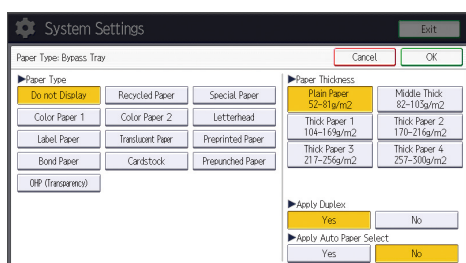 System Settings
Exit
Paper Type: Bypass Tray
Cancel
OK
▶Paper Type
Do not Display
Recycled Paper
Special Paper
Color Paper 1
Color Paper 2
Letterhead
Label Paper
Translucent Paper
Preprinted Paper
Bond Paper
Cardstock
Prepunched Paper
OHP (Transparency)
▶Paper Thickness
Plain Paper
52-81g/m2
Middle Thick
82-103g/m2
Thick Paper 1
104-169g/m2
Thick Paper 2
170-216g/m2
Thick Paper 3
217-256g/m2
Thick Paper 4
257-300g/m2
▶Apply Duplex
Yes
No
▶Apply Auto Paper Select
Yes
No